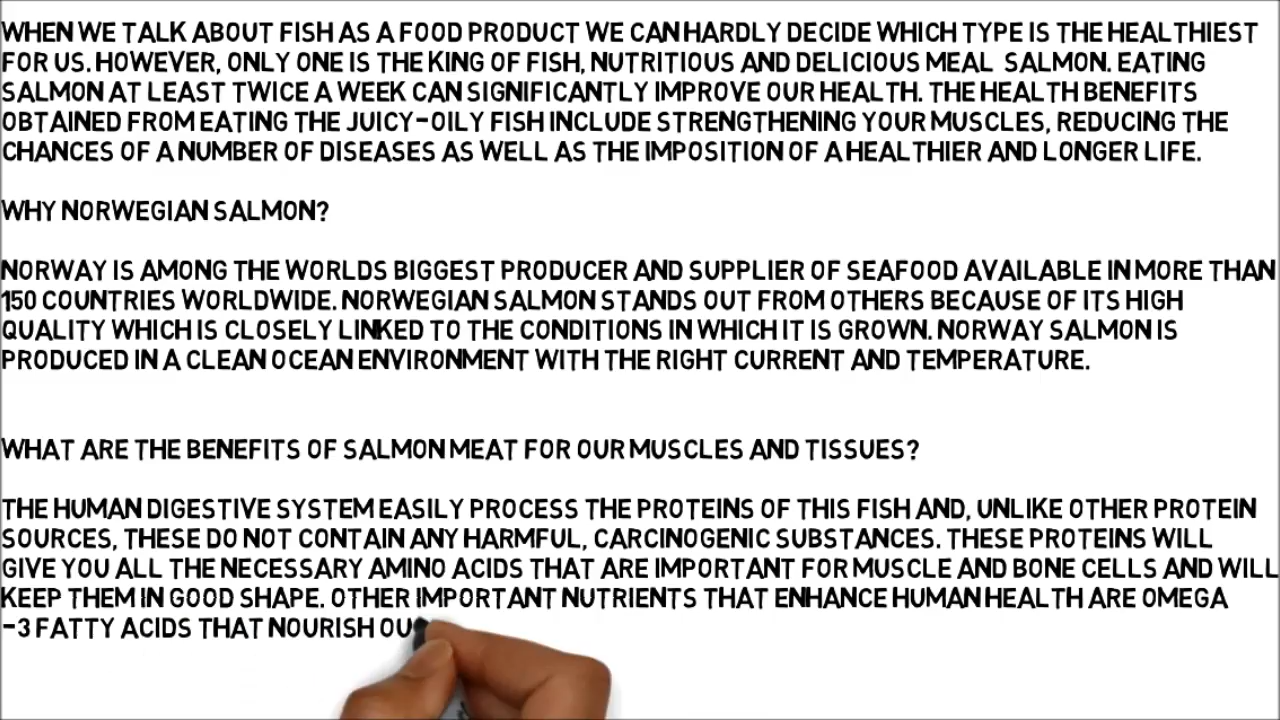 WHEN WE TALK ABOUT FISH AS A FOOD PRODUCT WE CAN HARDLY DECIDE WHICH TYPE IS THE HEALTHIEST
FOR US. HOWEVER, ONLY ONE IS THE KING OF FISH, NUTRITIOUS AND DELICIOUS MEAL SALMON. EATING
SALMON AT LEAST TWICE A WEEK CAN SIGNIFICANTLY IMPROVE OUR HEALTH. THE HEALTH BENEFITS
OBTAINED FROM EATING THE JUICY-OILY FISH INCLUDE STRENGTHENING YOUR MUSCLES, REDUCING THE
CHANCES OF A NUMBER OF DISEASES AS WELL AS THE IMPOSITION OF A HEALTHIER AND LONGER LIFE.
WHY NORWEGIAN SALMON?
NORWAY IS AMONG THE WORLDS BIGGEST PRODUCER AND SUPPLIER OF SEAFOOD AVAILABLE IN MORE THAN
150 COUNTRIES WORLDWIDE. NORWEGIAN SALMON STANDS OUT FROM OTHERS BECAUSE OF ITS HIGH
QUALITY WHICH IS CLOSELY LINKED TO THE CONDITIONS IN WHICH IT IS GROWN. NORWAY SALMON IS
PRODUCED IN A CLEAN OCEAN ENVIRONMENT WITH THE RIGHT CURRENT AND TEMPERATURE.
WHAT ARE THE BENEFITS OF SALMON MEAT FOR OUR MUSCLES AND TISSUES?
THE HUMAN DIGESTIVE SYSTEM EASILY PROCESS THE PROTEINS OF THIS FISH AND, UNLIKE OTHER PROTEIN
SOURCES, THESE DO NOT CONTAIN ANY HARMFUL, CARCINOGENIC SUBSTANCES. THESE PROTEINS WILL
GIVE YOU ALL THE NECESSARY AMINO ACIDS THAT ARE IMPORTANT FOR MUSCLE AND BONE CELLS AND WILL
KEEP THEM IN GOOD SHAPE. OTHER IMPORTANT NUTRIENTS THAT ENHANCE HUMAN HEALTH ARE OMEGA
-3 FATTY ACIDS THAT NOURISH OU